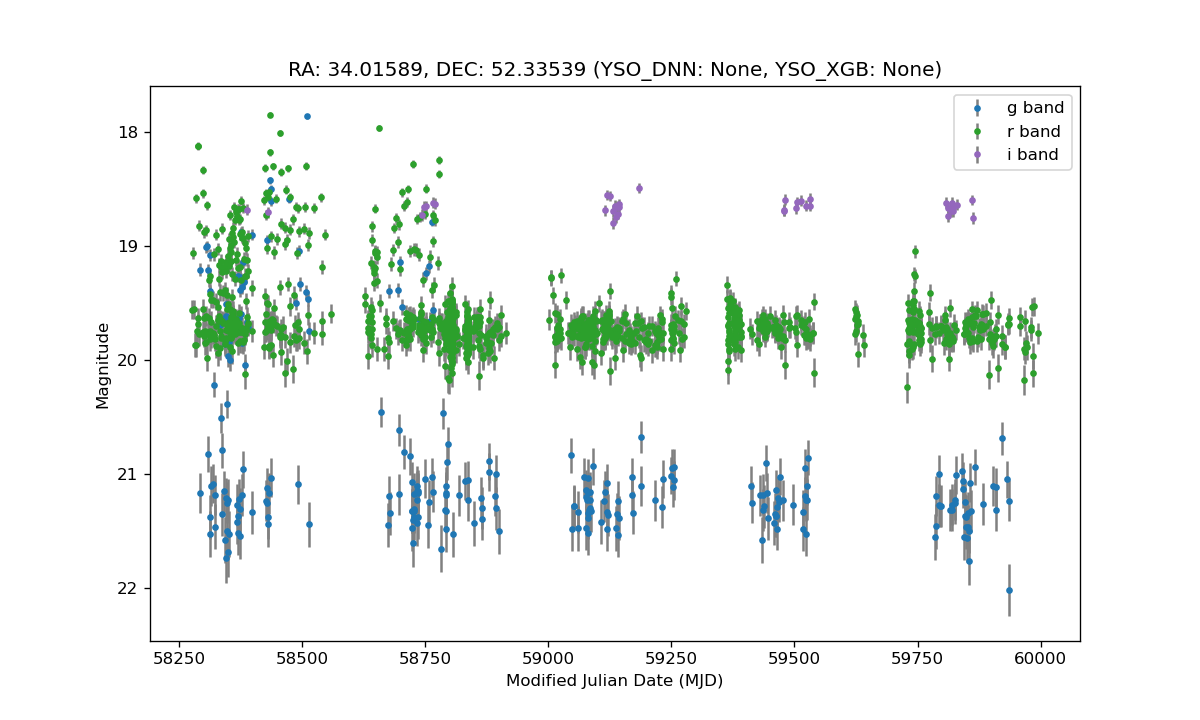 RA: 34.01589, DEC: 52.33539 (YSO_DNN: None, YSO_XGB: None)
g band
r band
i band
18
19
20
21
22
Magnitude
58250 58500 58750 59000 59250 59500 59750 60000
Modified Julian Date (MJD)